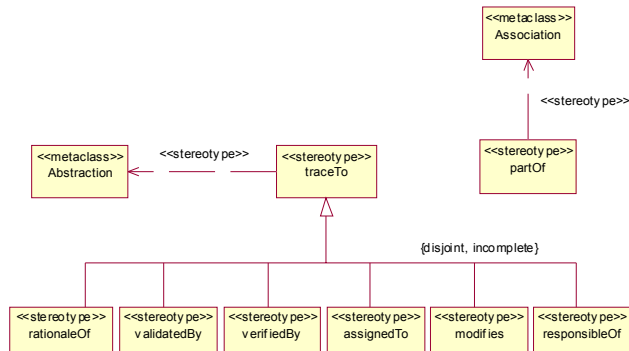 <<metaclass>>
Association
<<stereotype>>
<<metaclass>>
Abstraction
<<stereotype>>
<<stereotype>>
traceTo
<<stereotype>>
partOf
{disjoint, incomplete}
<<stereotype>>
rationaleOf
<<stereotype>>
validatedBy
<<stereotype>>
verifiedBy
<<stereotype>>
assignedTo
<<stereotype>>
modifies
<<stereotype>>
responsibleOf